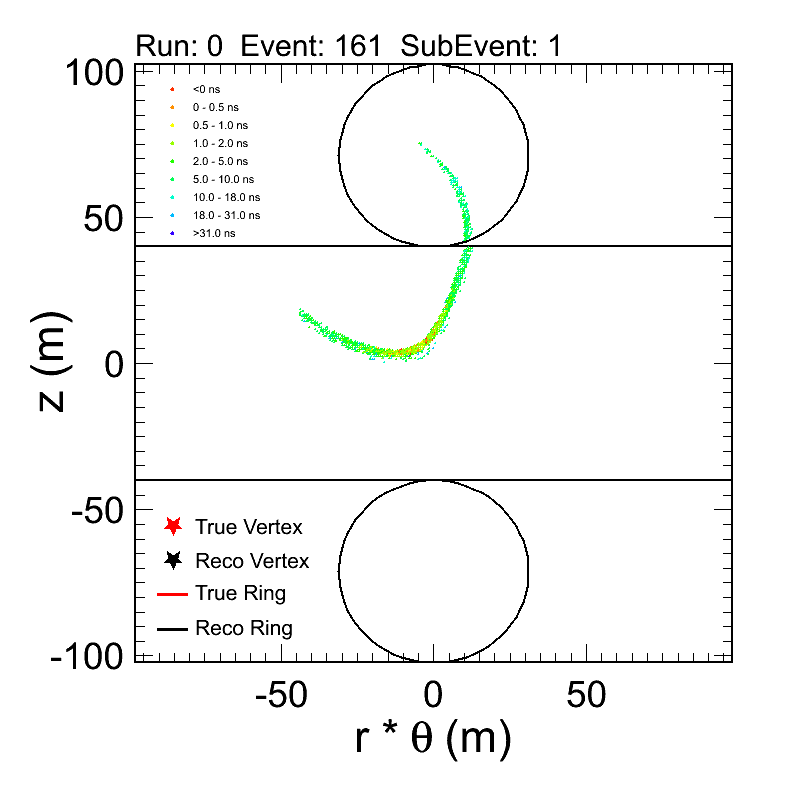 Run: 0 Event: 161 SubEvent: 1
100
<0 ns
0 - 0.5 ns
0.5 - 1.0 ns
1.0 - 2.0 ns
2.0 - 5.0 ns
5.0 - 10.0 ns
10.0 - 18.0 ns
18.0 - 31.0 ns
>31.0 ns
50
0
z (m)
-50
True Vertex
Reco Vertex
True Ring
Reco Ring
-100
-50 0 50
r * θ (m)